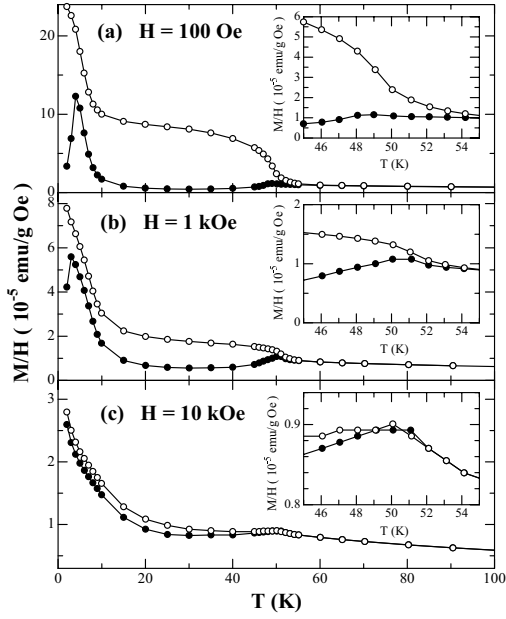 (a) H = 100 Oe
20
10
0
M/H ( 10⁻⁵ emu/g Oe)
6
5
4
3
2
1
0
46 48 50 52 54
T (K)
(b) H = 1 kOe
8
6
4
2
0
M/H ( 10⁻⁵ emu/g Oe)
2
1
0
46 48 50 52 54
T (K)
(c) H = 10 kOe
3
2
1
0
M/H ( 10⁻⁵ emu/g Oe)
0.9
0.8
46 48 50 52 54
T (K)
M/H ( 10⁻⁵ emu/g Oe)
0 20 40 60 80 100
T (K)